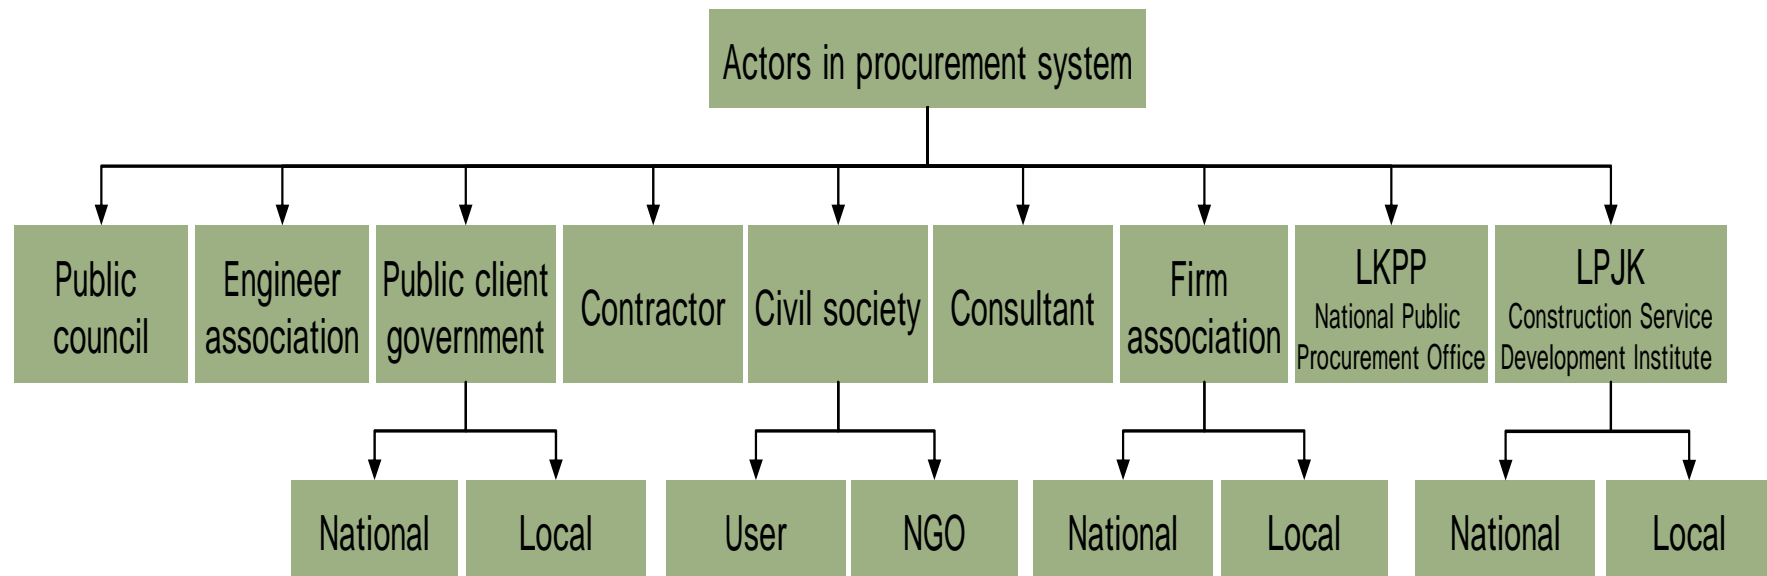 Actors in procurement system
Public
council
Engineer
association
Public client
government
Contractor
Civil society
Consultant
Firm
association
LKPP
National Public
Procurement Office
LPJK
Construction Service
Development Institute
National
Local
User
NGO
National
Local
National
Local